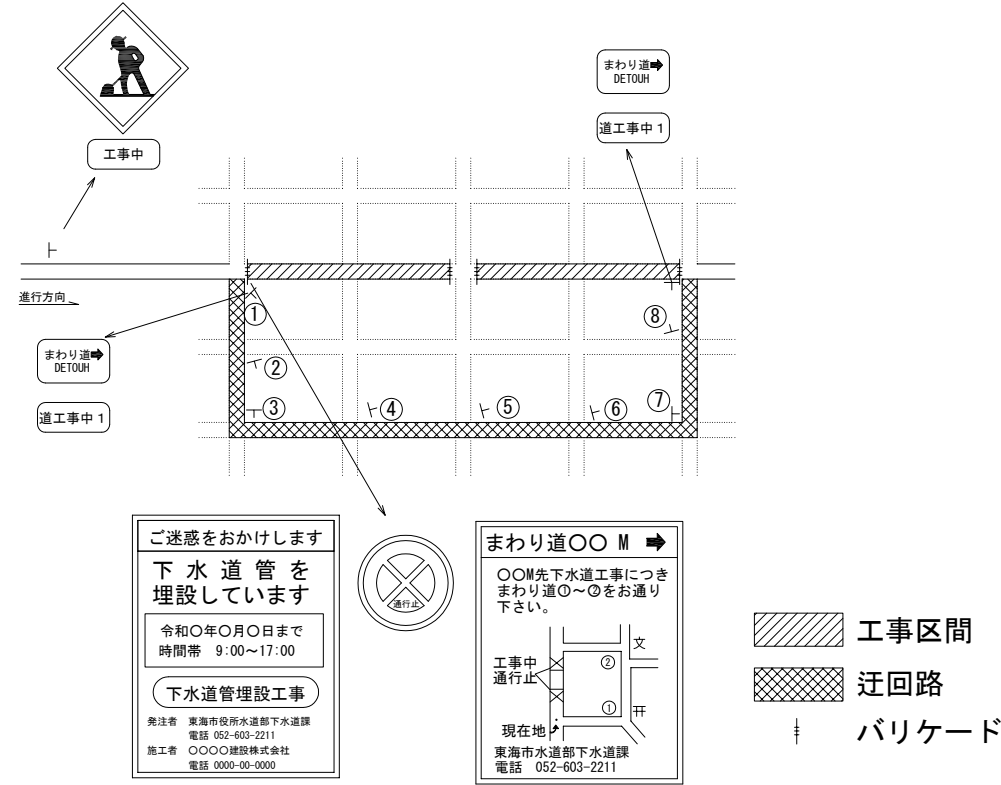 工事中
まわり道➡
DETOUH
道工事中1
進行方向
まわり道➡
DETOUH
道工事中1
①
②
③
④
⑤
⑥
⑦
⑧
ご迷惑をおかけします
下水道管を
埋設しています
令和〇年〇月〇日まで
時間帯 9:00～17:00
下水道管埋設工事
発注者 東海市役所水道部下水道課
電話 052-603-2211
施工者 〇〇〇〇建設株式会社
電話 0000-00-0000
通行止
まわり道〇〇 M ➡
〇〇M先下水道工事につき
まわり道①～②をお通り
下さい。
文
工事中
通行止
②
①
現在地
東海市水道部下水道課
電話 052-603-2211
工事区間
迂回路
バリケード